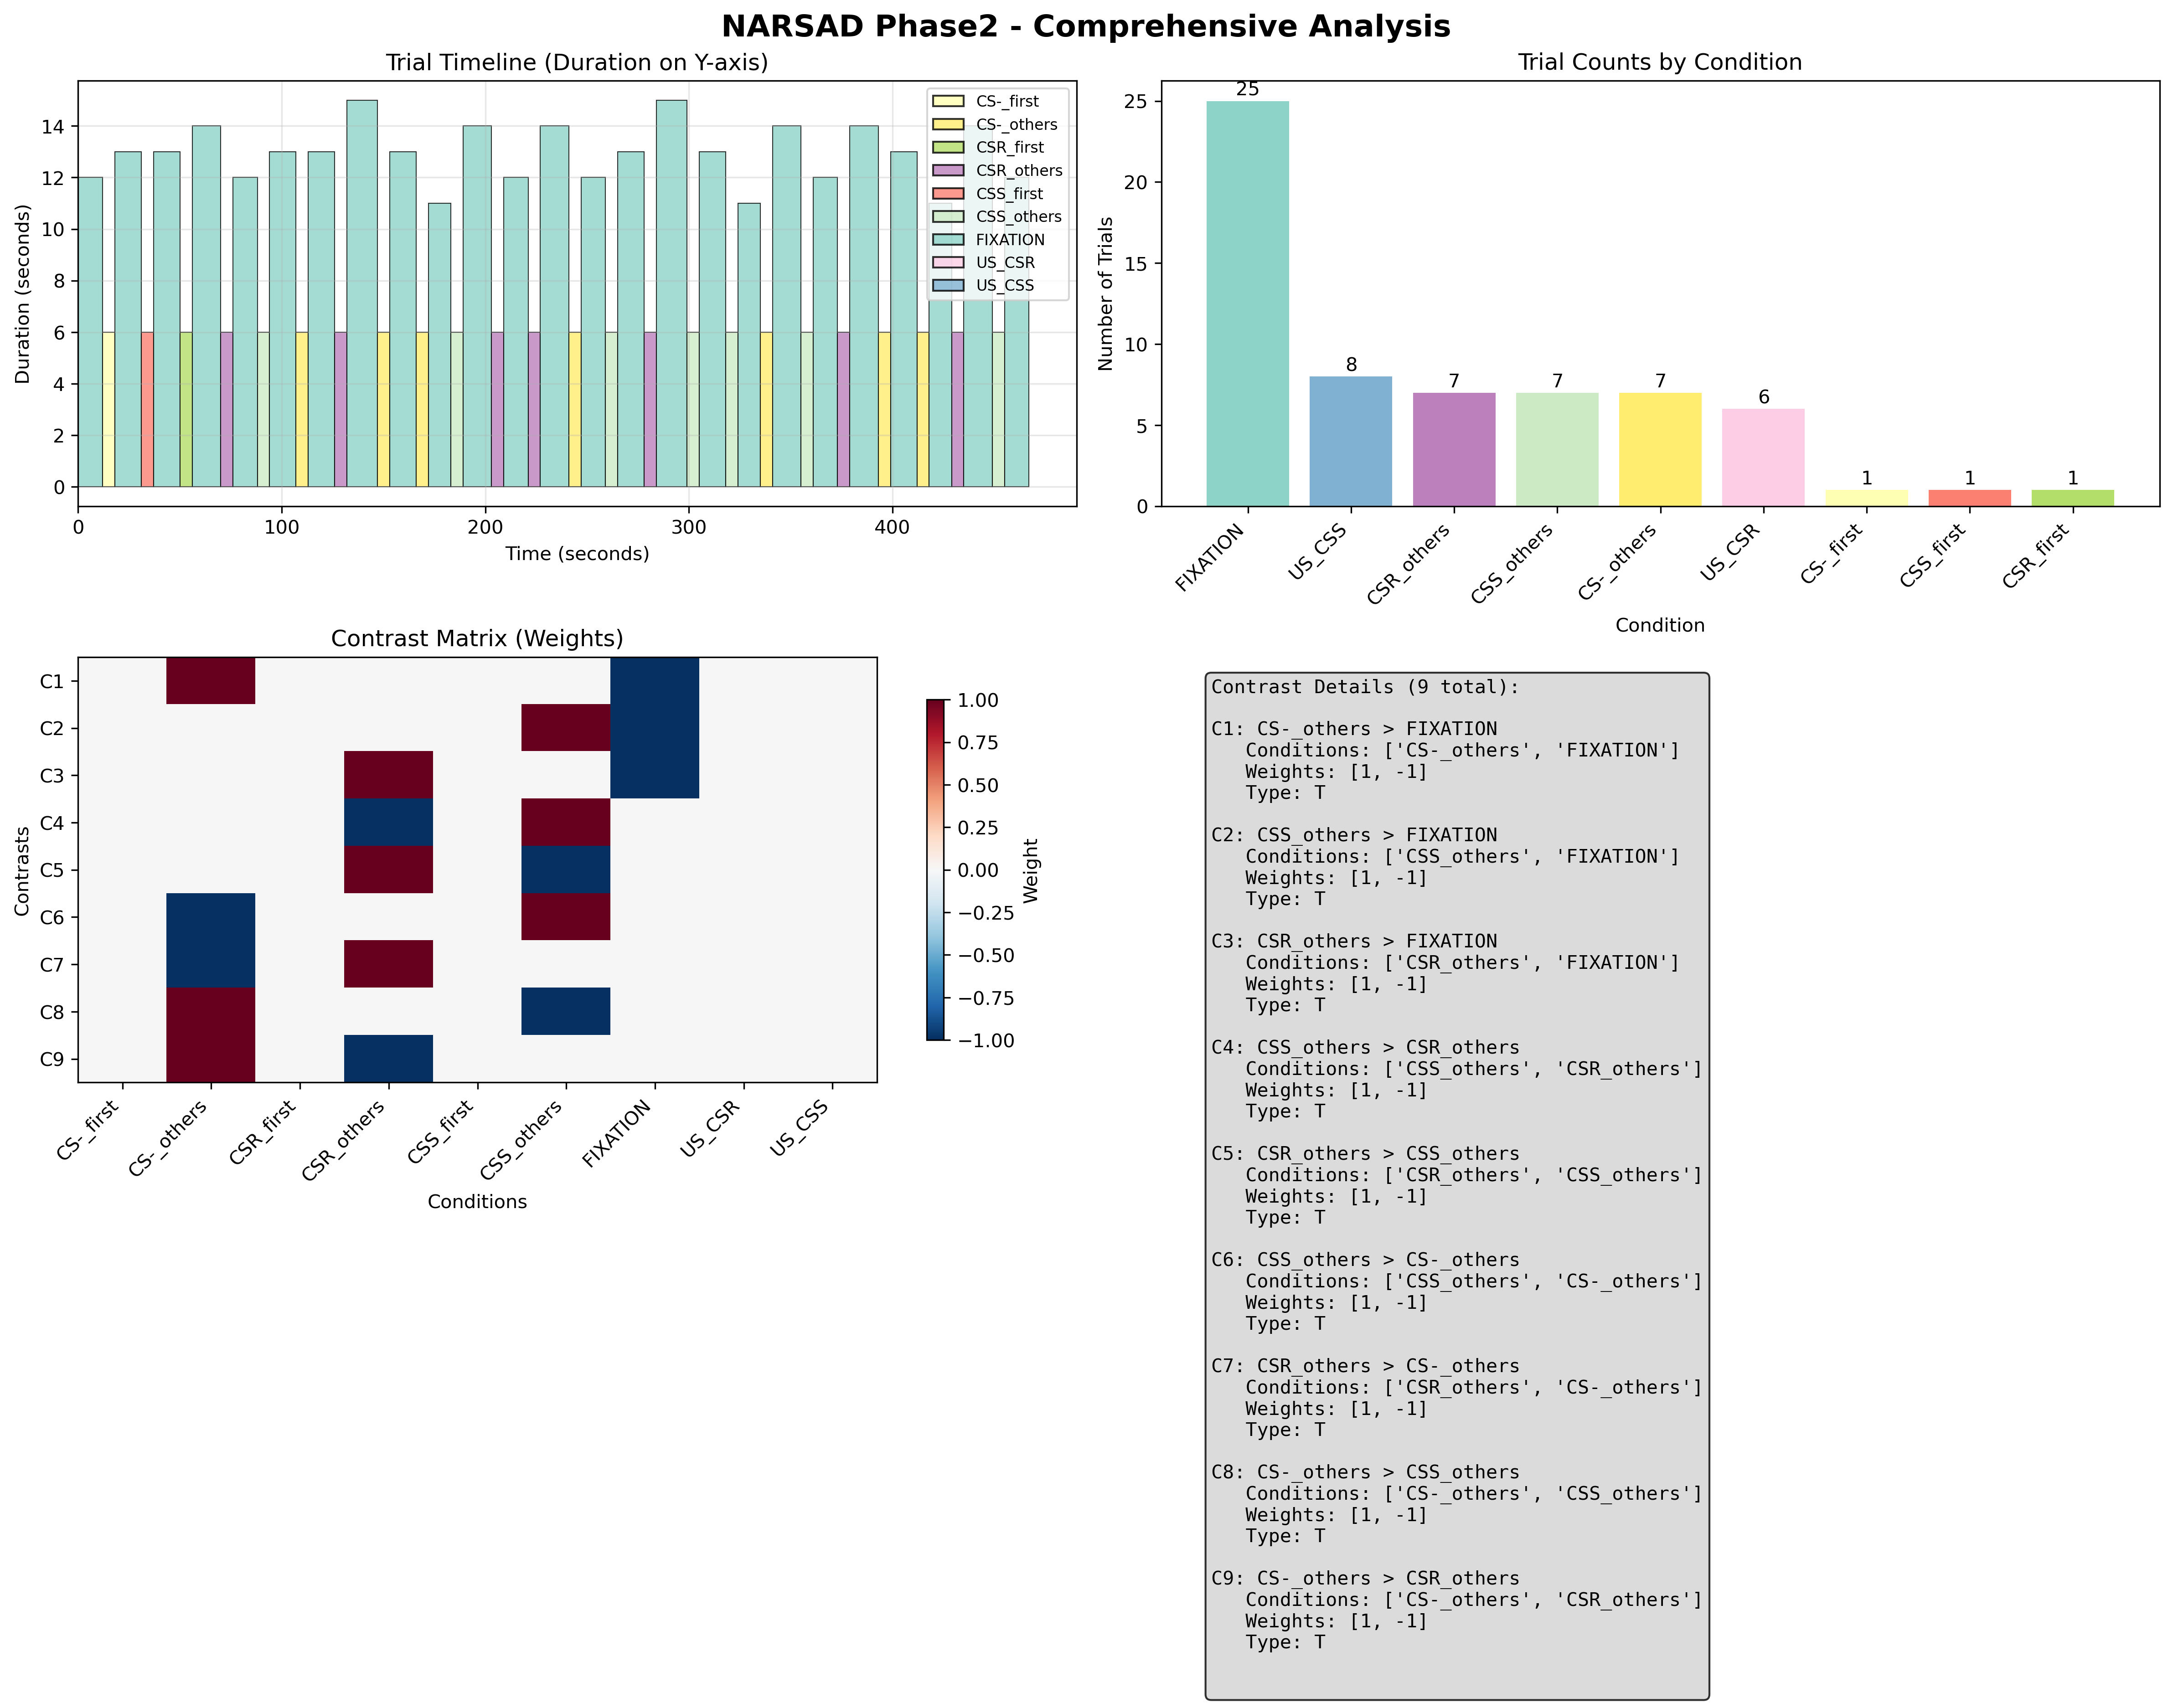 NARSAD Phase2 - Comprehensive Analysis
Trial Timeline (Duration on Y-axis)
Duration (seconds)
14
12
10
8
6
4
2
0
0
100
200
300
400
Time (seconds)
CS-_first
CS-_others
CSR_first
CSR_others
CSS_first
CSS_others
FIXATION
US_CSR
US_CSS
Trial Counts by Condition
Number of Trials
25
20
15
10
5
0
25
8
7
7
7
6
1
1
1
FIXATION
US_CSS
CSR_others
CSS_others
CS-_others
US_CSR
CS-_first
CSS_first
CSR_first
Condition
Contrast Matrix (Weights)
Contrasts
C1
C2
C3
C4
C5
C6
C7
C8
C9
CS-_first
CS-_others
CSR_first
CSR_others
CSS_first
CSS_others
FIXATION
US_CSR
US_CSS
Conditions
1.00
0.75
0.50
0.25
0.00
−0.25
−0.50
−0.75
−1.00
Weight
Contrast Details (9 total):
C1: CS-_others > FIXATION
Conditions: ['CS-_others', 'FIXATION']
Weights: [1, -1]
Type: T
C2: CSS_others > FIXATION
Conditions: ['CSS_others', 'FIXATION']
Weights: [1, -1]
Type: T
C3: CSR_others > FIXATION
Conditions: ['CSR_others', 'FIXATION']
Weights: [1, -1]
Type: T
C4: CSS_others > CSR_others
Conditions: ['CSS_others', 'CSR_others']
Weights: [1, -1]
Type: T
C5: CSR_others > CSS_others
Conditions: ['CSR_others', 'CSS_others']
Weights: [1, -1]
Type: T
C6: CSS_others > CS-_others
Conditions: ['CSS_others', 'CS-_others']
Weights: [1, -1]
Type: T
C7: CSR_others > CS-_others
Conditions: ['CSR_others', 'CS-_others']
Weights: [1, -1]
Type: T
C8: CS-_others > CSS_others
Conditions: ['CS-_others', 'CSS_others']
Weights: [1, -1]
Type: T
C9: CS-_others > CSR_others
Conditions: ['CS-_others', 'CSR_others']
Weights: [1, -1]
Type: T